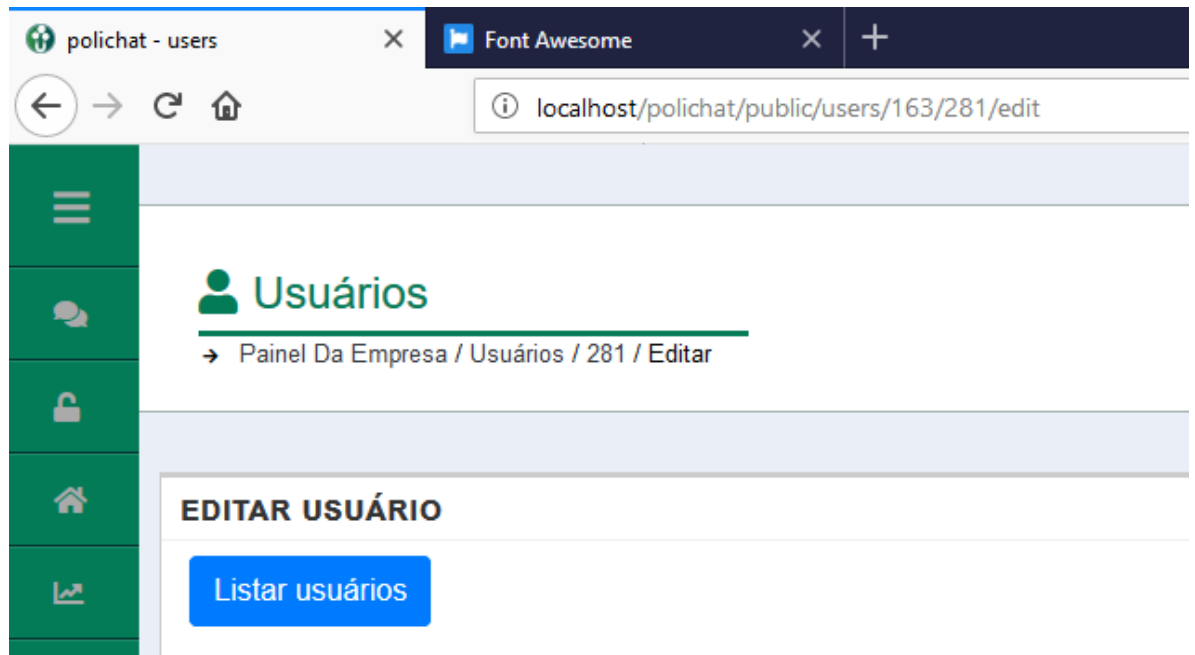 polichat - users
Font Awesome
localhost/polichat/public/users/163/281/edit
Usuários
Painel Da Empresa / Usuários / 281 / Editar
EDITAR USUÁRIO
Listar usuários